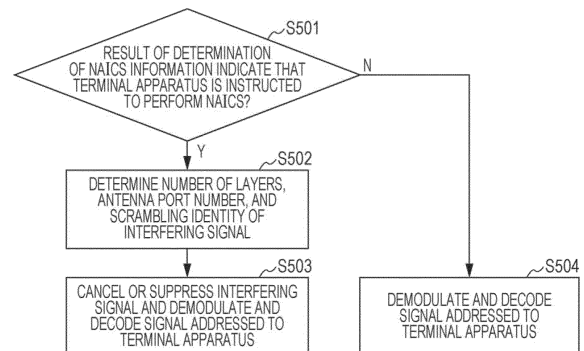 S501
RESULT OF DETERMINATION
OF NAICS INFORMATION INDICATE THAT
TERMINAL APPARATUS IS INSTRUCTED
TO PERFORM NAICS?
N
Y
S502
DETERMINE NUMBER OF LAYERS,
ANTENNA PORT NUMBER, AND
SCRAMBLING IDENTITY OF
INTERFERING SIGNAL
S503
CANCEL OR SUPPRESS INTERFERING
SIGNAL AND DEMODULATE AND
DECODE SIGNAL ADDRESSED TO
TERMINAL APPARATUS
S504
DEMODULATE AND DECODE
SIGNAL ADDRESSED TO
TERMINAL APPARATUS